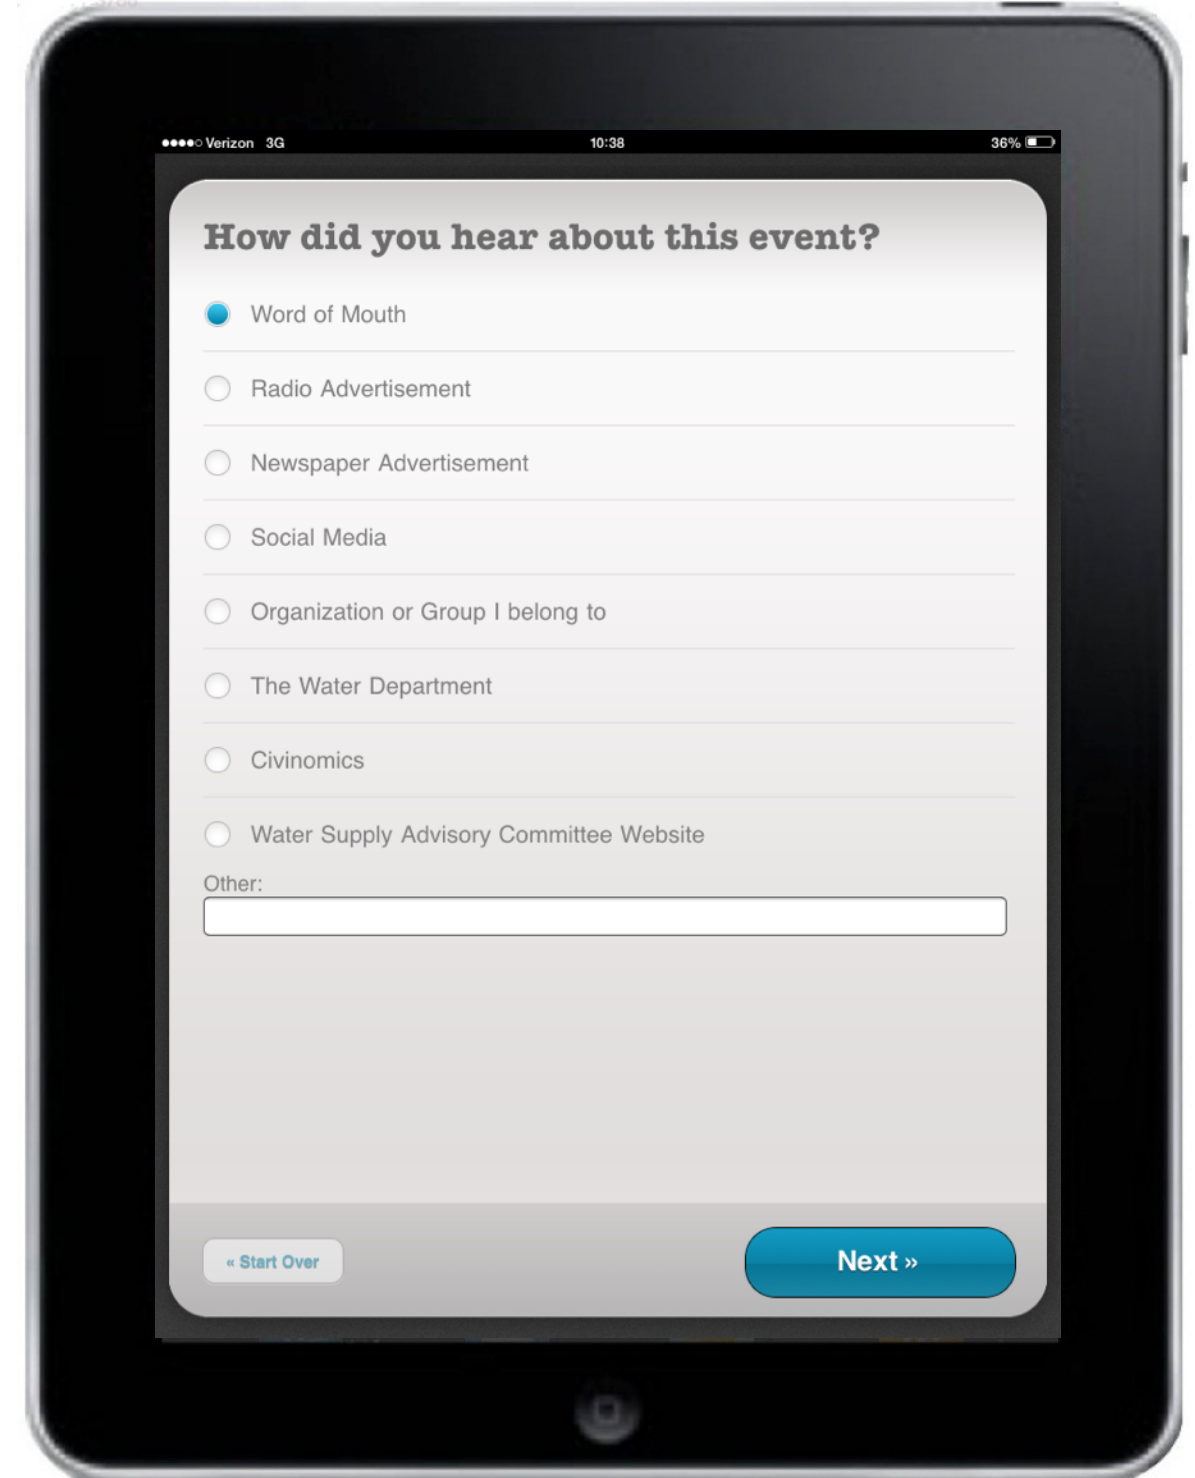 Verizon 3G 10:38 36%
How did you hear about this event?
Word of Mouth
Radio Advertisement
Newspaper Advertisement
Social Media
Organization or Group I belong to
The Water Department
Civinomics
Water Supply Advisory Committee Website
Other:
« Start Over
Next »